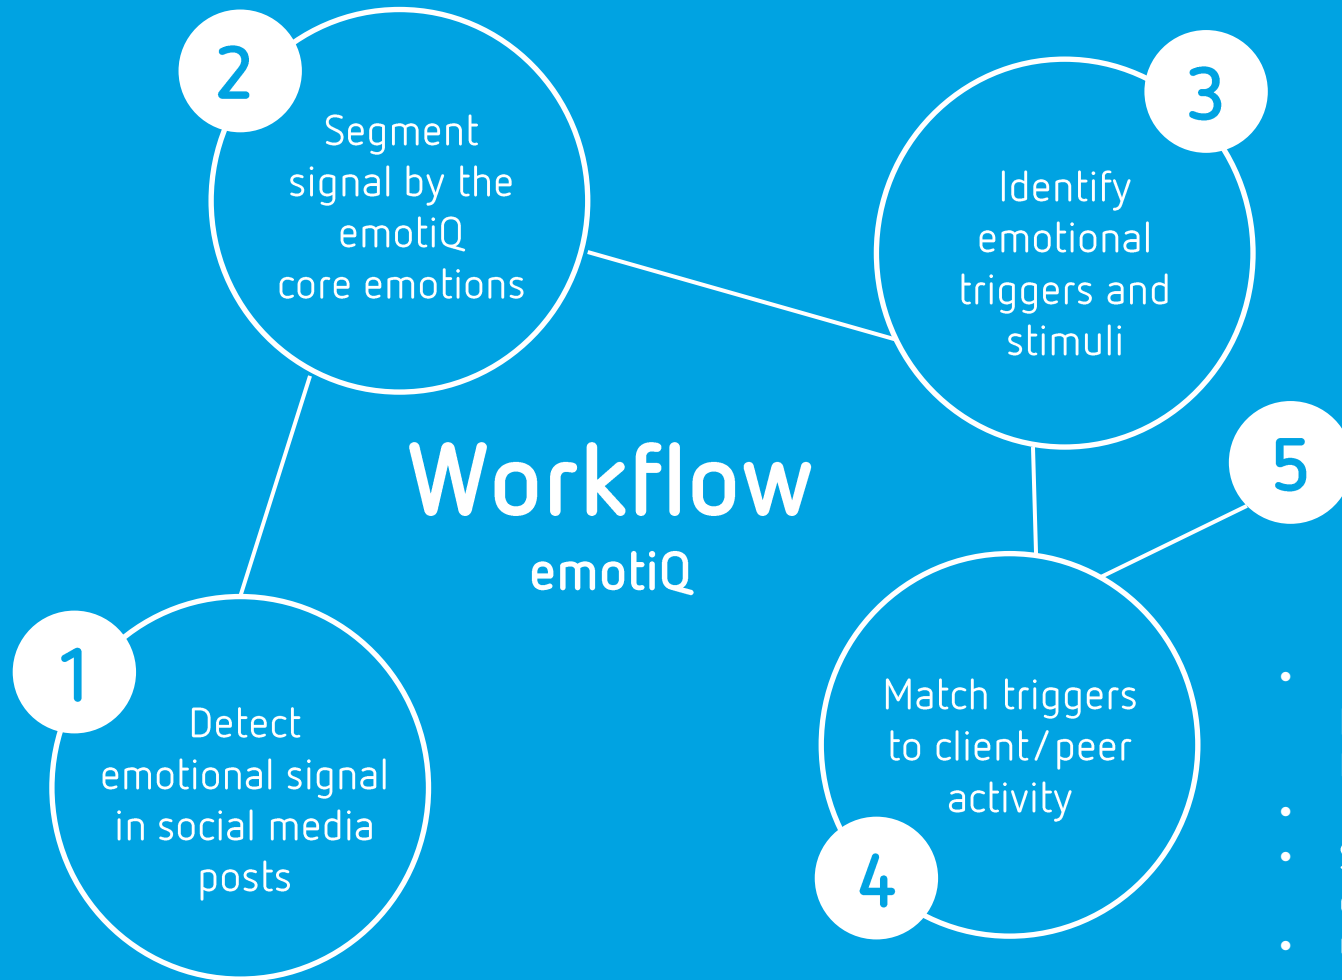 2
Segment
signal by the
emotiQ
core emotions
3
Identify
emotional
triggers and
stimuli
Workflow
emotiQ
5
1
Detect
emotional signal
in social media
posts
Match triggers
to client/peer
activity
4